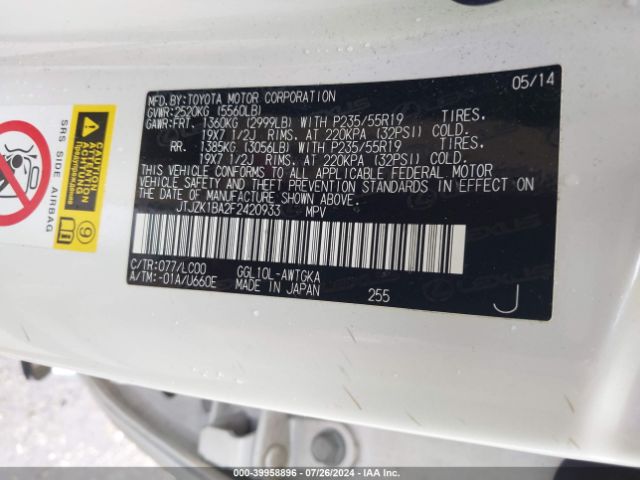 05/14
MFD.BY:TOYOTA MOTOR CORPORATION
GVWR:2520KG (5560LB)
GAWR:FRT. 1360KG (2999LB) WITH P235/55R19 TIRES.
19X7 1/2J RIMS. AT 220KPA (32PSI) COLD.
RR. 1385KG (3056LB) WITH P235/55R19 TIRES.
19X7 1/2J RIMS. AT 220KPA (32PSI) COLD.
THIS VEHICLE CONFORMS TO ALL APPLICABLE FEDERAL MOTOR
VEHICLE SAFETY AND THEFT PREVENTION STANDARDS IN EFFECT ON
THE DATE OF MANUFACTURE SHOWN ABOVE.
JTJZK1BA2F2420933 MPV
C/TR:077/LC00 GGL10L-AWTGKA
A/TM:-01A/U660E MADE IN JAPAN 255 J
SRS SIDE AIRBAG
ACHTUNG
9
000-39958896 - 07/26/2024 - IAA Inc.